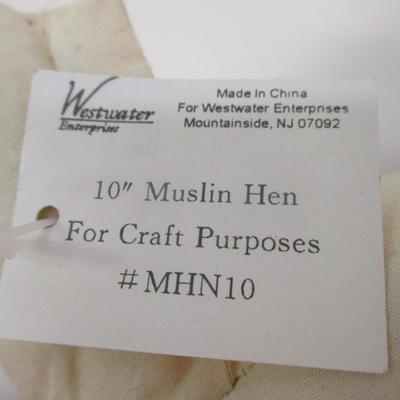 Westwater
Enterprises
Made In China
For Westwater Enterprises
Mountainside, NJ 07092
10" Muslin Hen
For Craft Purposes
#MHN10